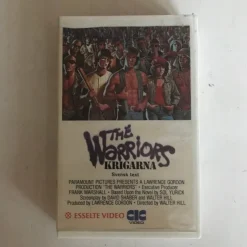 THE
WARRIORS
KRIGARNA
Svensk text
PARAMOUNT PICTURES PRESENTS A LAWRENCE GORDON
PRODUCTION "THE WARRIORS" • Executive Producer
FRANK MARSHALL • Based Upon the Novel by SOL YURICK
Screenplay by DAVID SHABER and WALTER HILL
Produced by LAWRENCE GORDON • Directed by WALTER HILL
ESSELTE VIDEO CIC
VIDEO